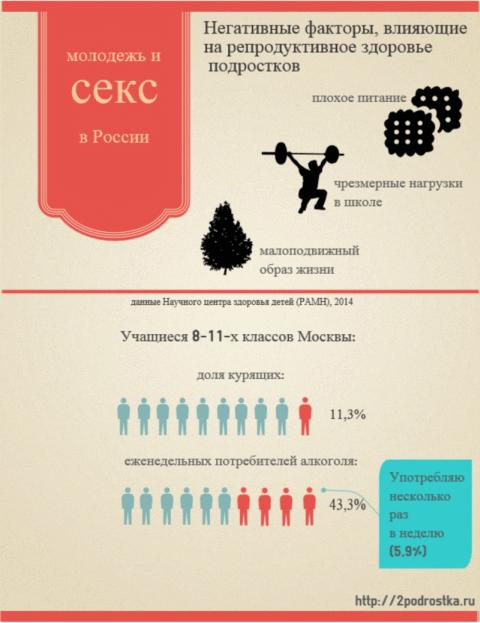 молодежь и
секс
в России
Негативные факторы, влияющие
на репродуктивное здоровье
подростков
плохое питание
чрезмерные нагрузки
в школе
малоподвижный
образ жизни
данные Научного центра здоровья детей (РАМН), 2014
Учащиеся 8-11-х классов Москвы:
доля курящих:
11,3%
еженедельных потребителей алкоголя:
43,3%
Употребляю
несколько
раз
в неделю
(5,9%)
http://2podrostka.ru